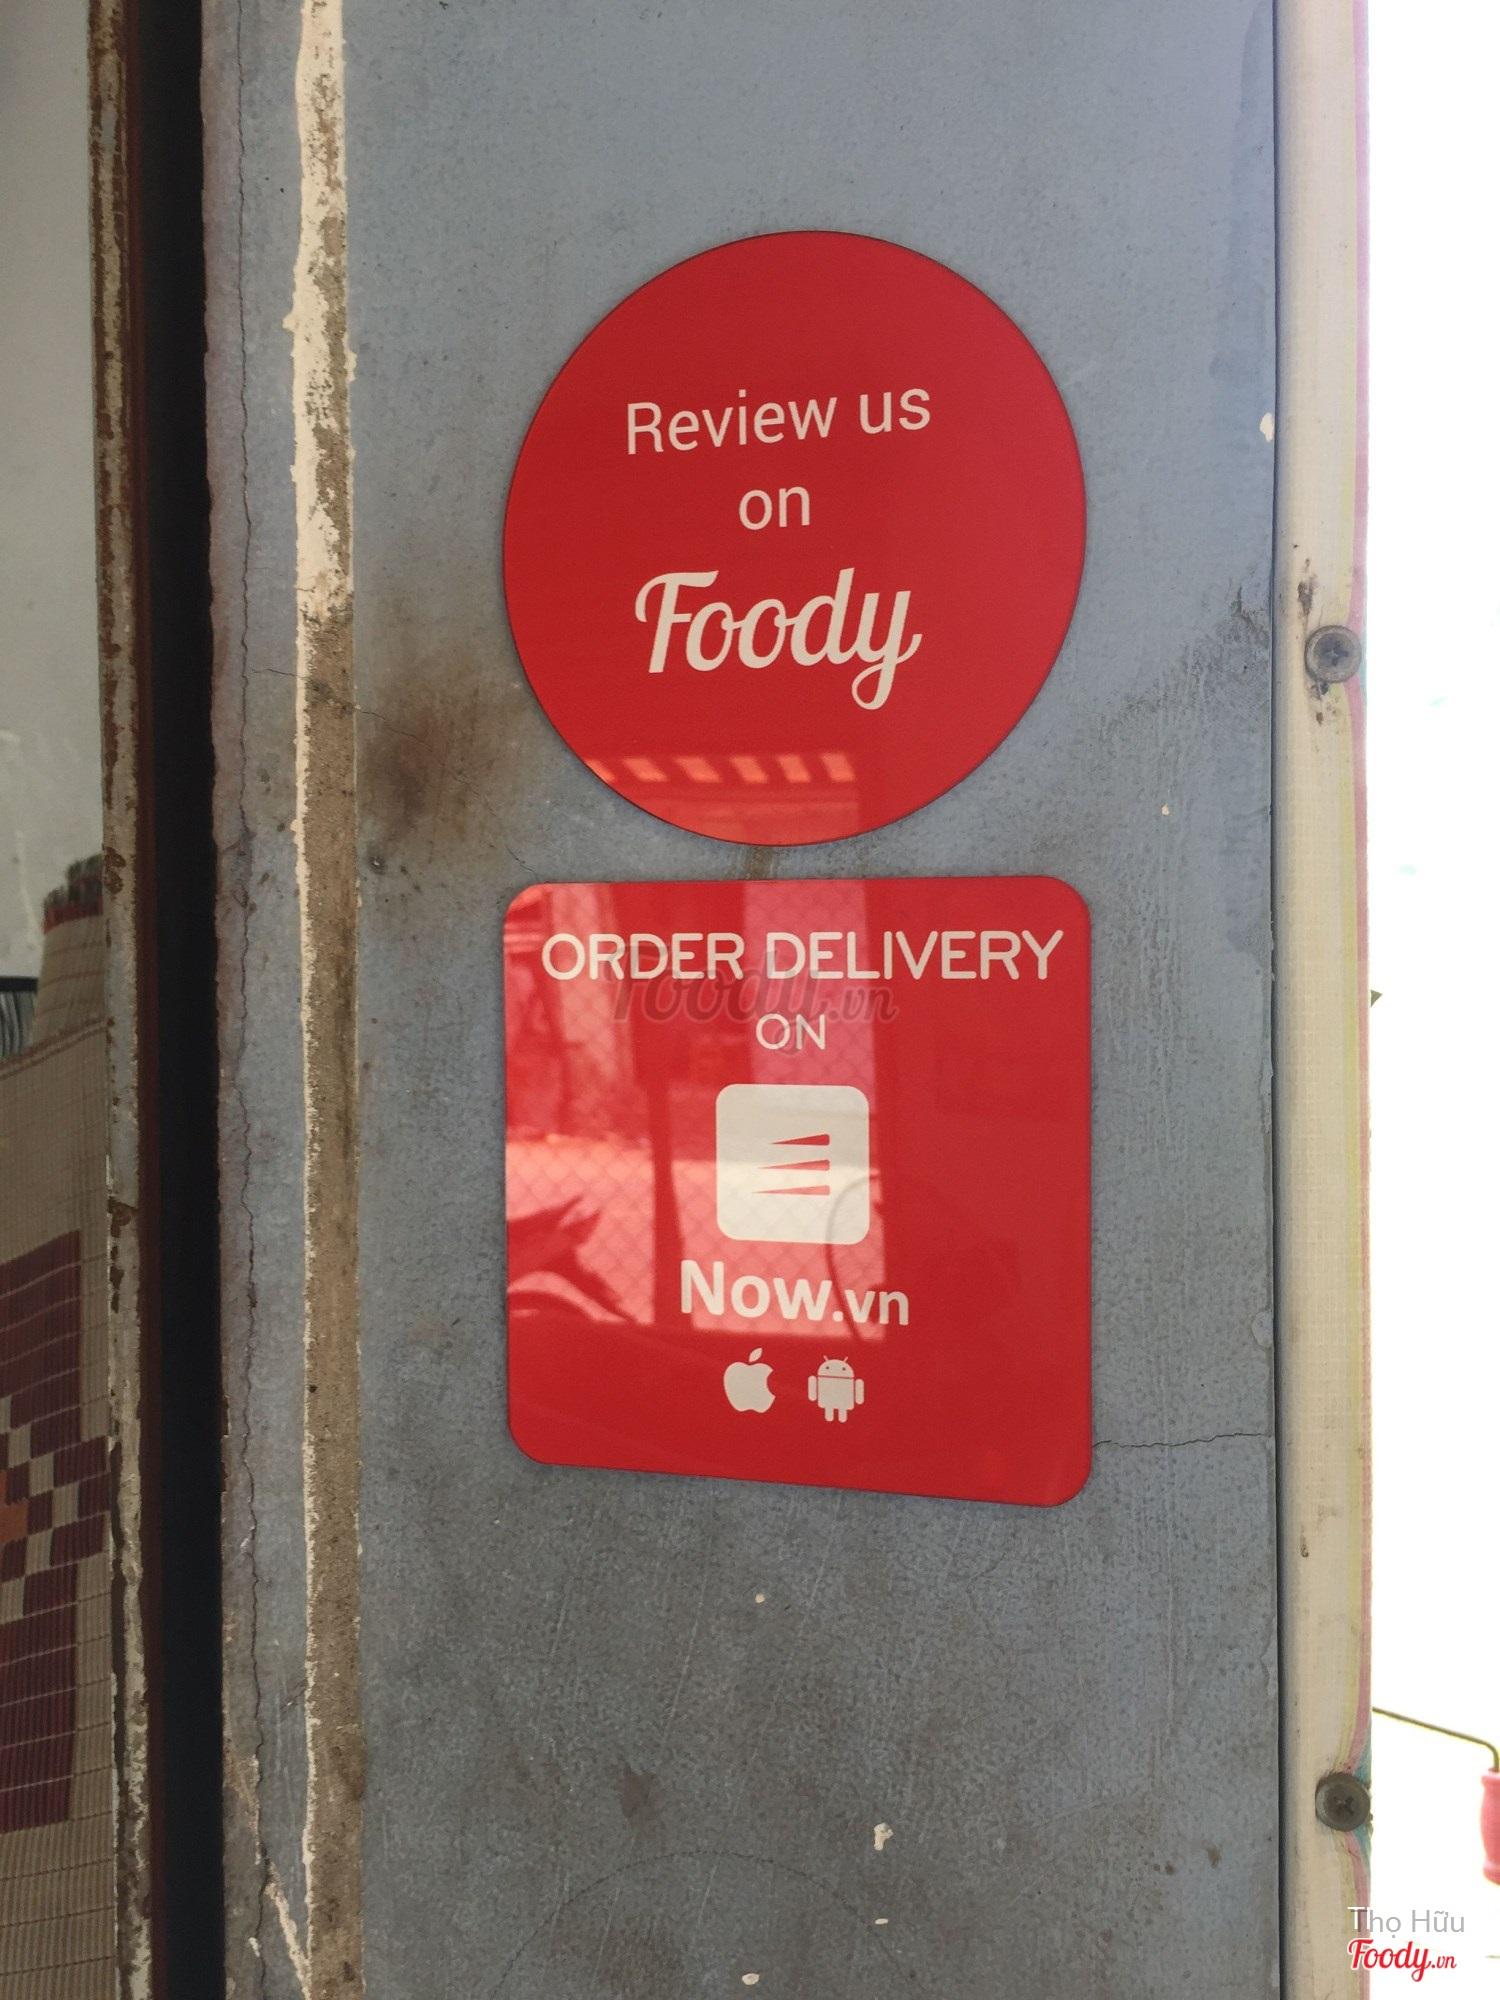 Review us
on
Foody
ORDER DELIVERY
Foody.vn
ON
Now.vn
Thọ Hữu
Foody.vn